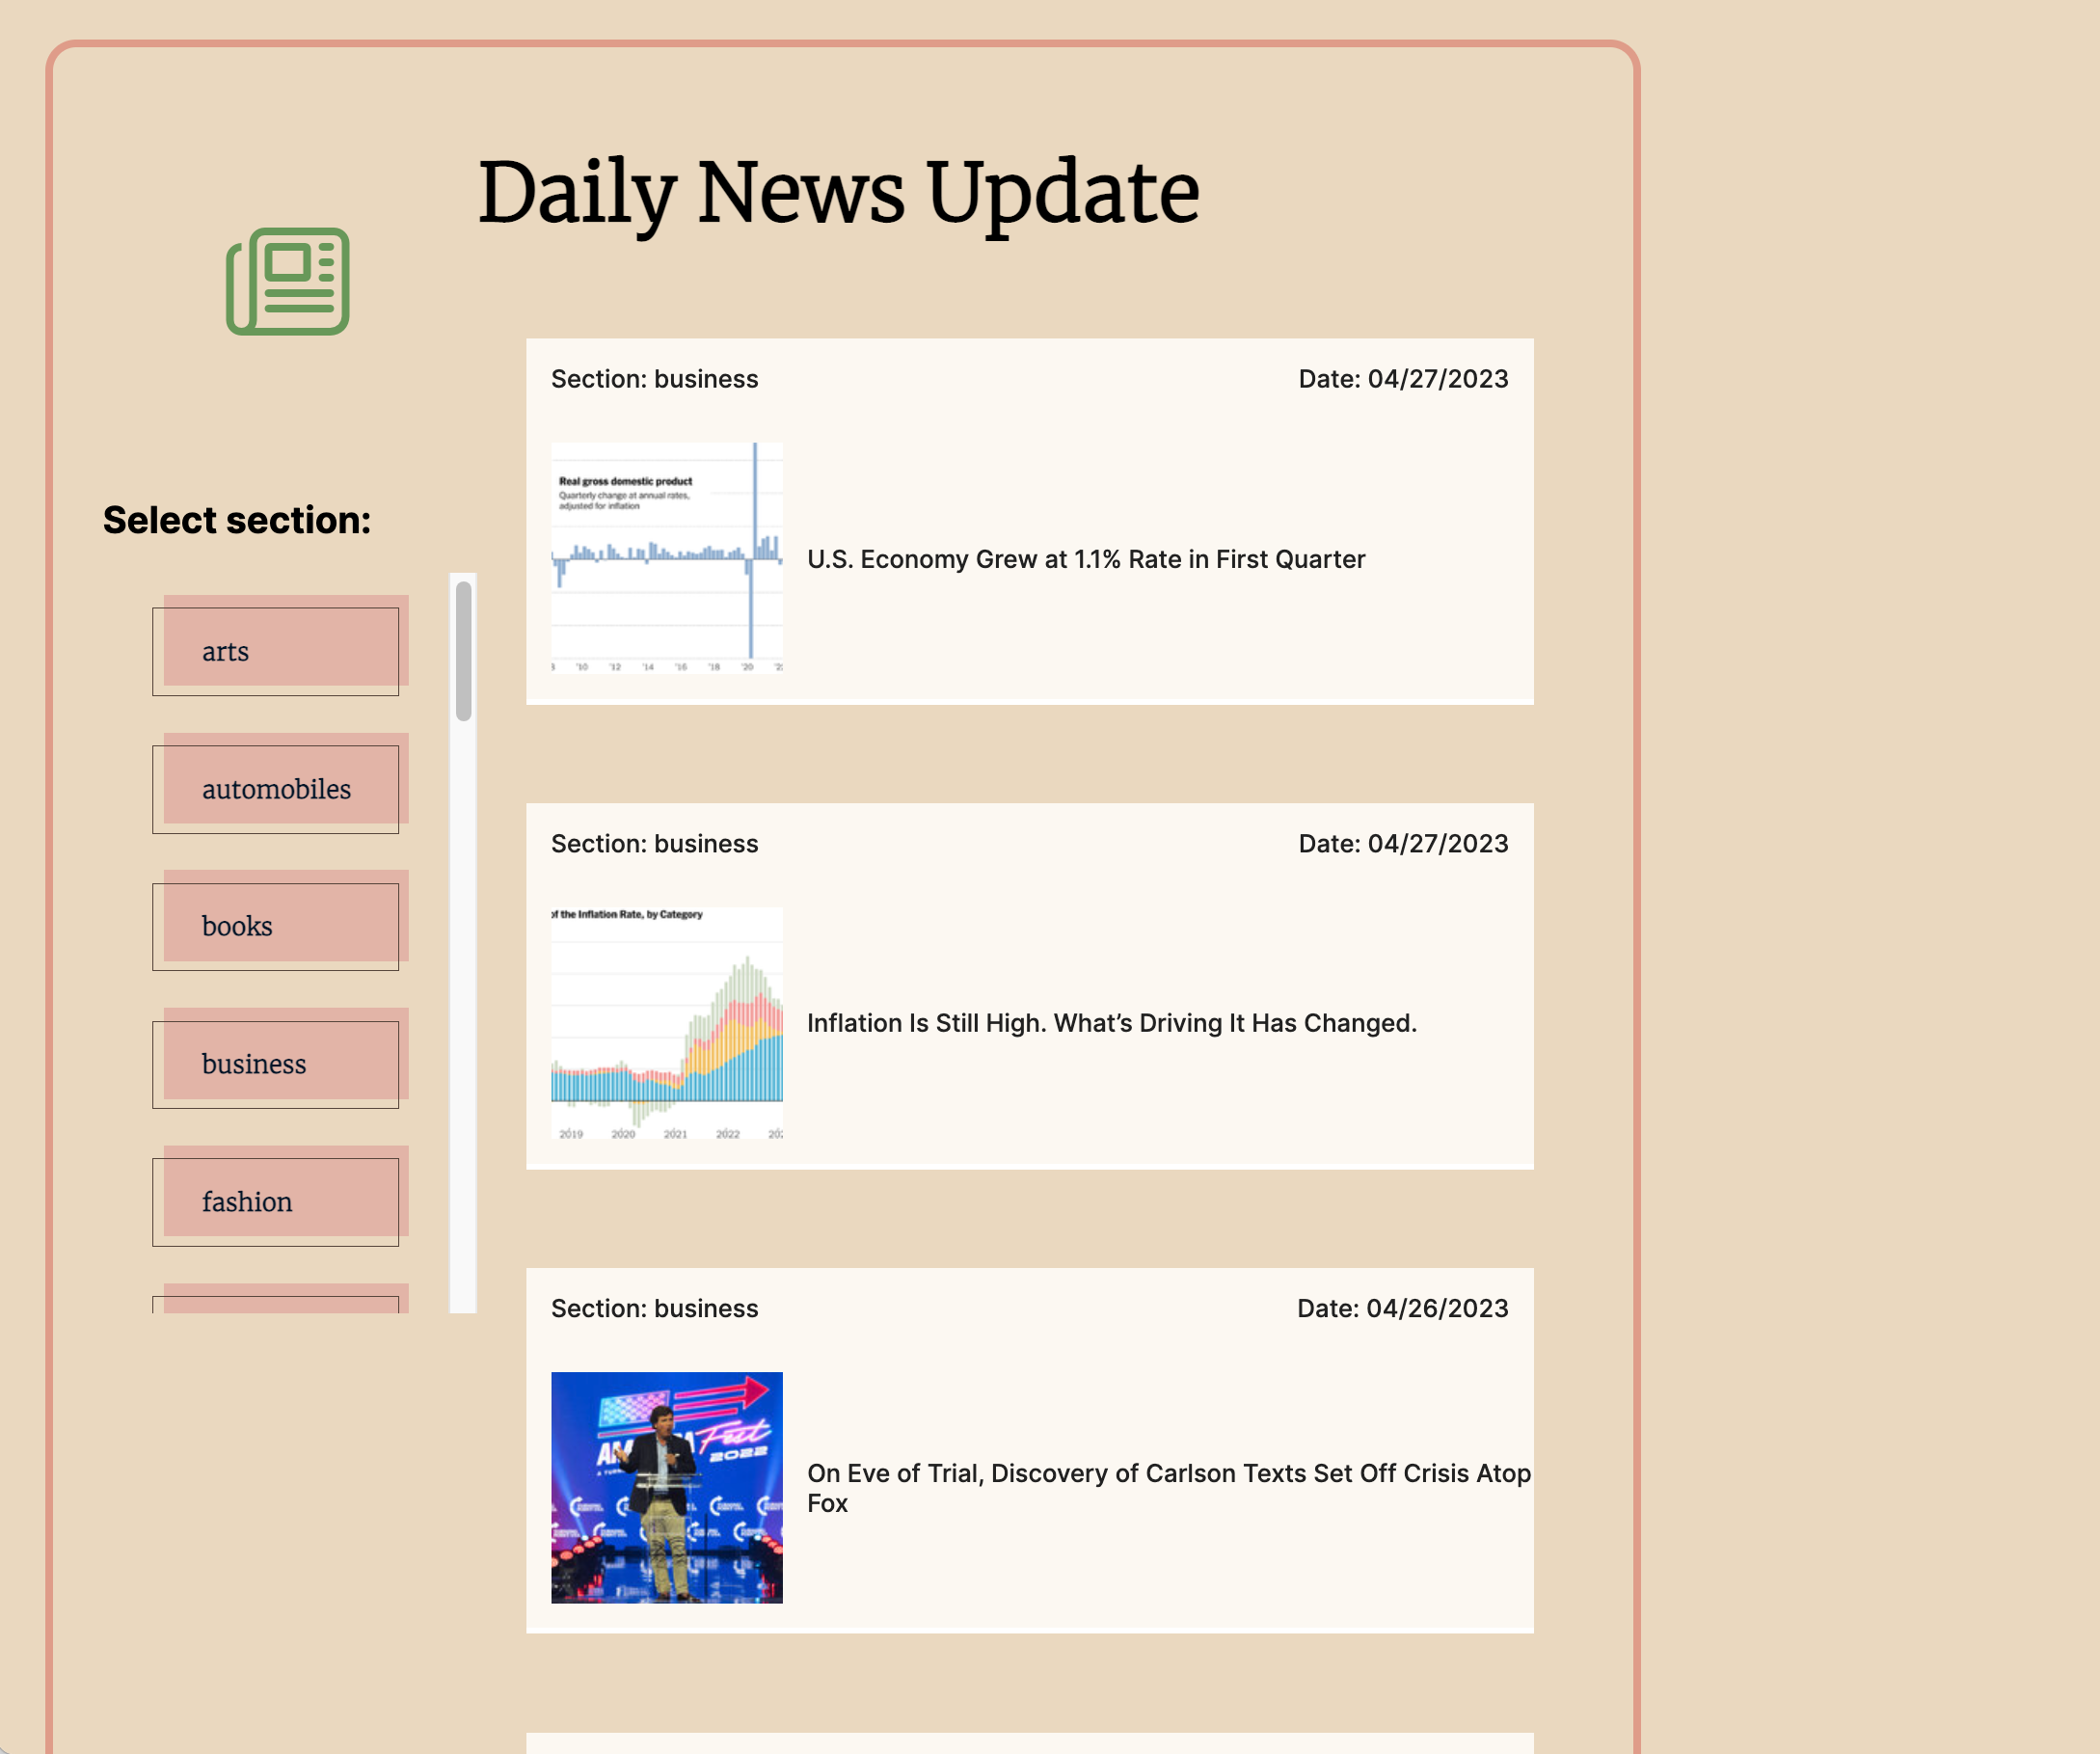 Daily News Update
Select section:
arts
automobiles
books
business
fashion
Section: business
Date: 04/27/2023
Real gross domestic product
Quarterly change at annual rates,
adjusted for inflation
'10 '12 '14 '16 '18 '20
U.S. Economy Grew at 1.1% Rate in First Quarter
Section: business
Date: 04/27/2023
of the Inflation Rate, by Category
2019 2020 2021 2022
Inflation Is Still High. What’s Driving It Has Changed.
Section: business
Date: 04/26/2023
Fest
2022
On Eve of Trial, Discovery of Carlson Texts Set Off Crisis Atop
Fox